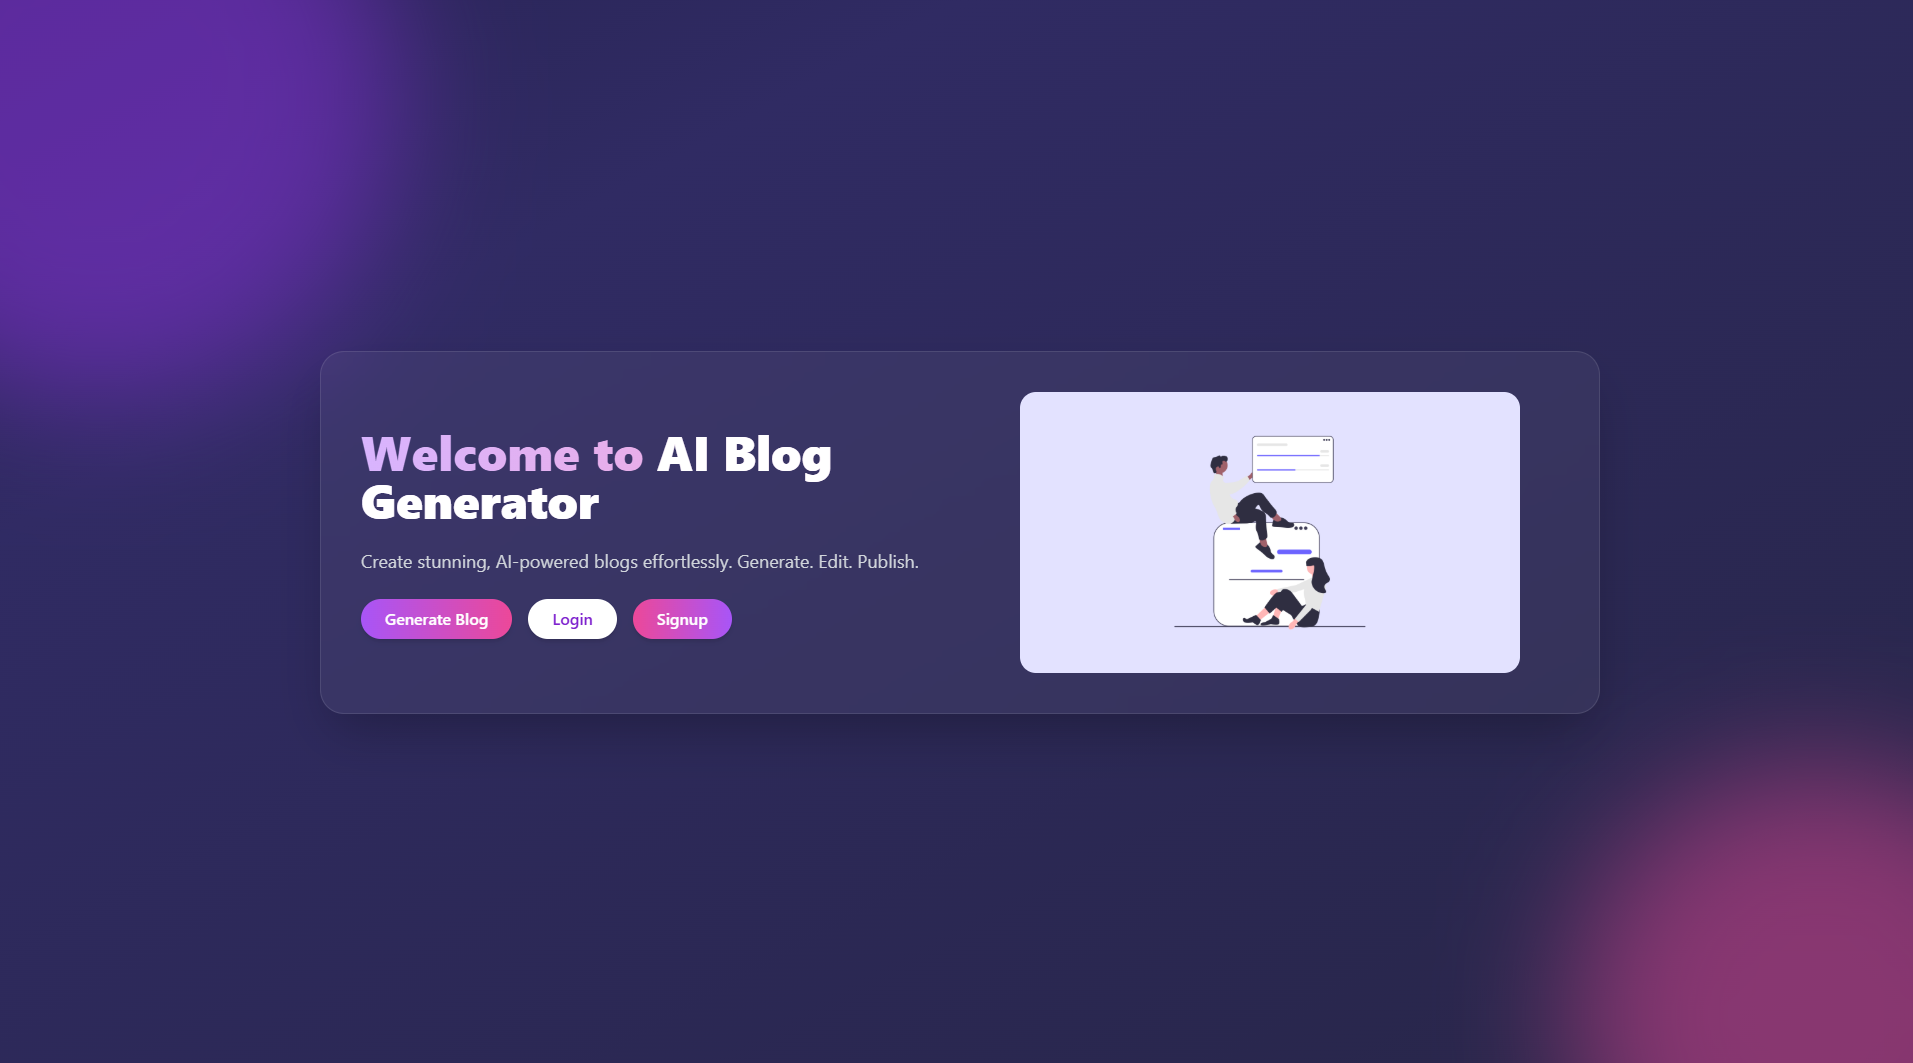 Welcome to AI Blog
Generator
Create stunning, AI-powered blogs effortlessly. Generate. Edit. Publish.
Generate Blog
Login
Signup